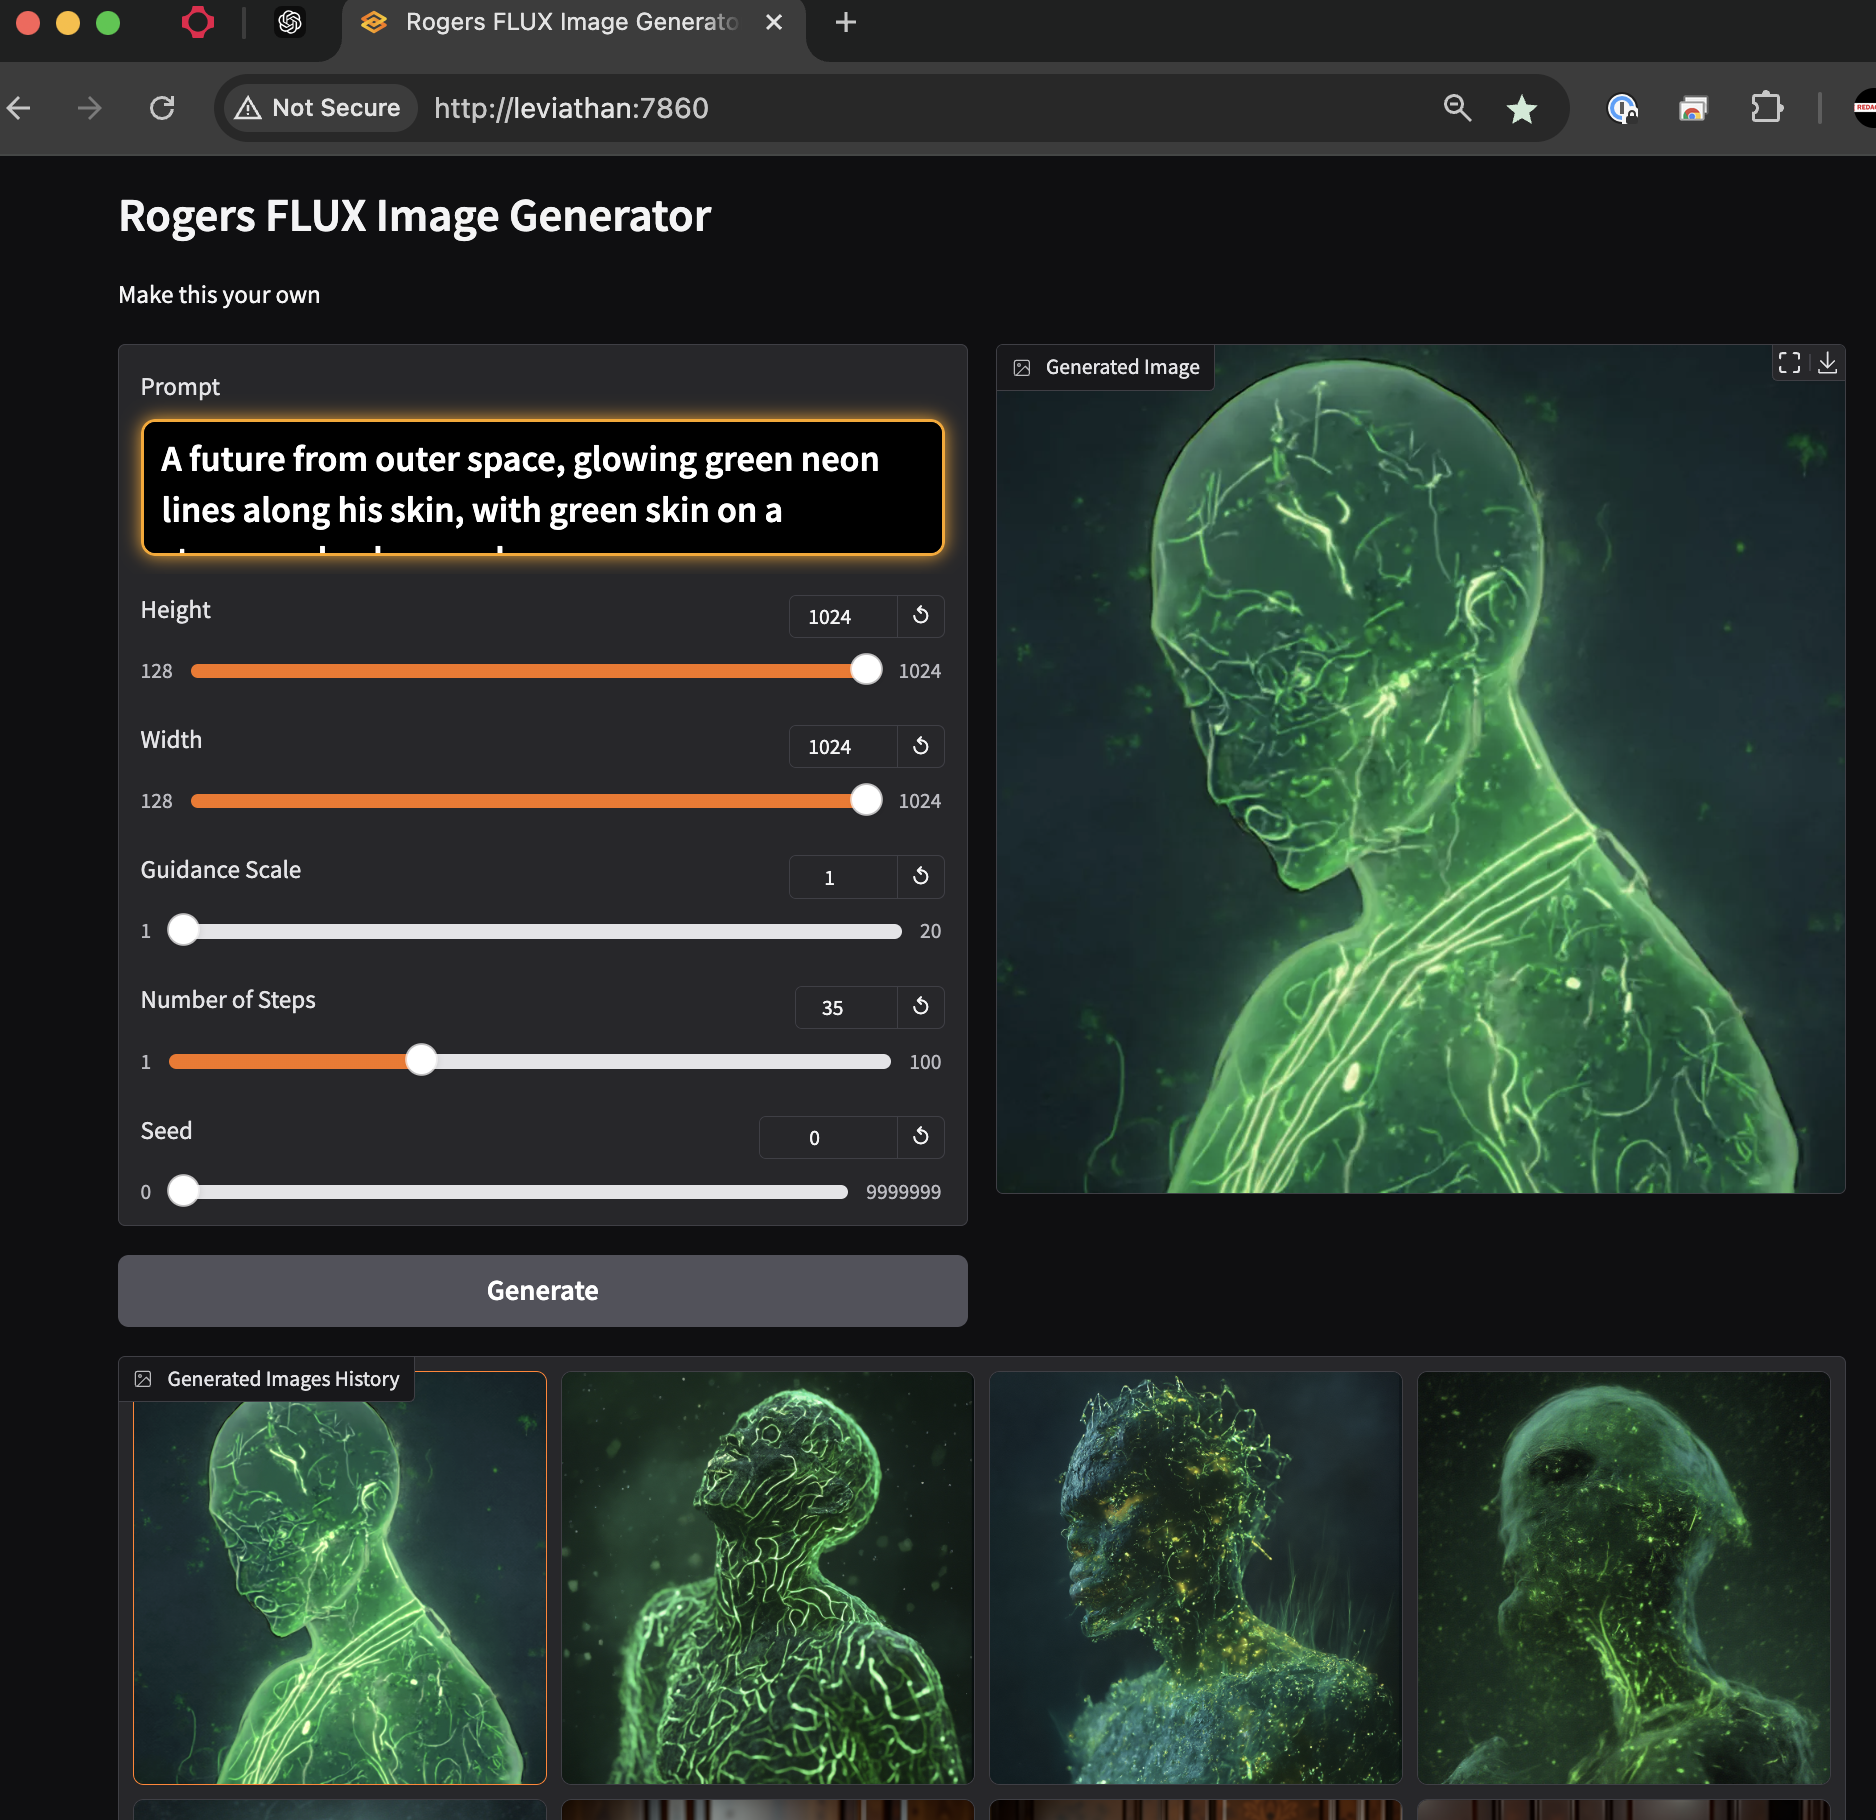 Rogers FLUX Image Generato
Not Secure
http://leviathan:7860
Rogers FLUX Image Generator
Make this your own
Prompt
A future from outer space, glowing green neon
lines along his skin, with green skin on a
Height
1024
128
1024
Width
1024
128
1024
Guidance Scale
1
1
20
Number of Steps
35
1
100
Seed
0
0
9999999
Generate
Generated Image
Generated Images History